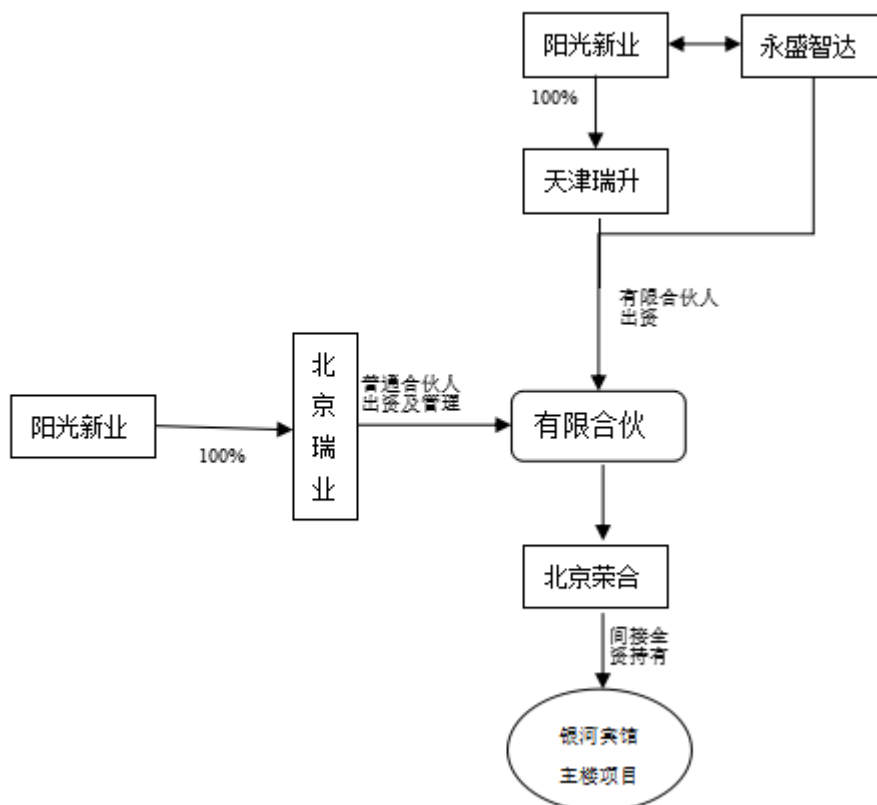 阳光新业
永盛智达
100%
天津瑞升
有限合伙人
出资
北
京
瑞
业
普通合伙人
出资及管理
阳光新业
100%
有限合伙
北京荣合
间接全
资持有
银河宾馆
主楼项目